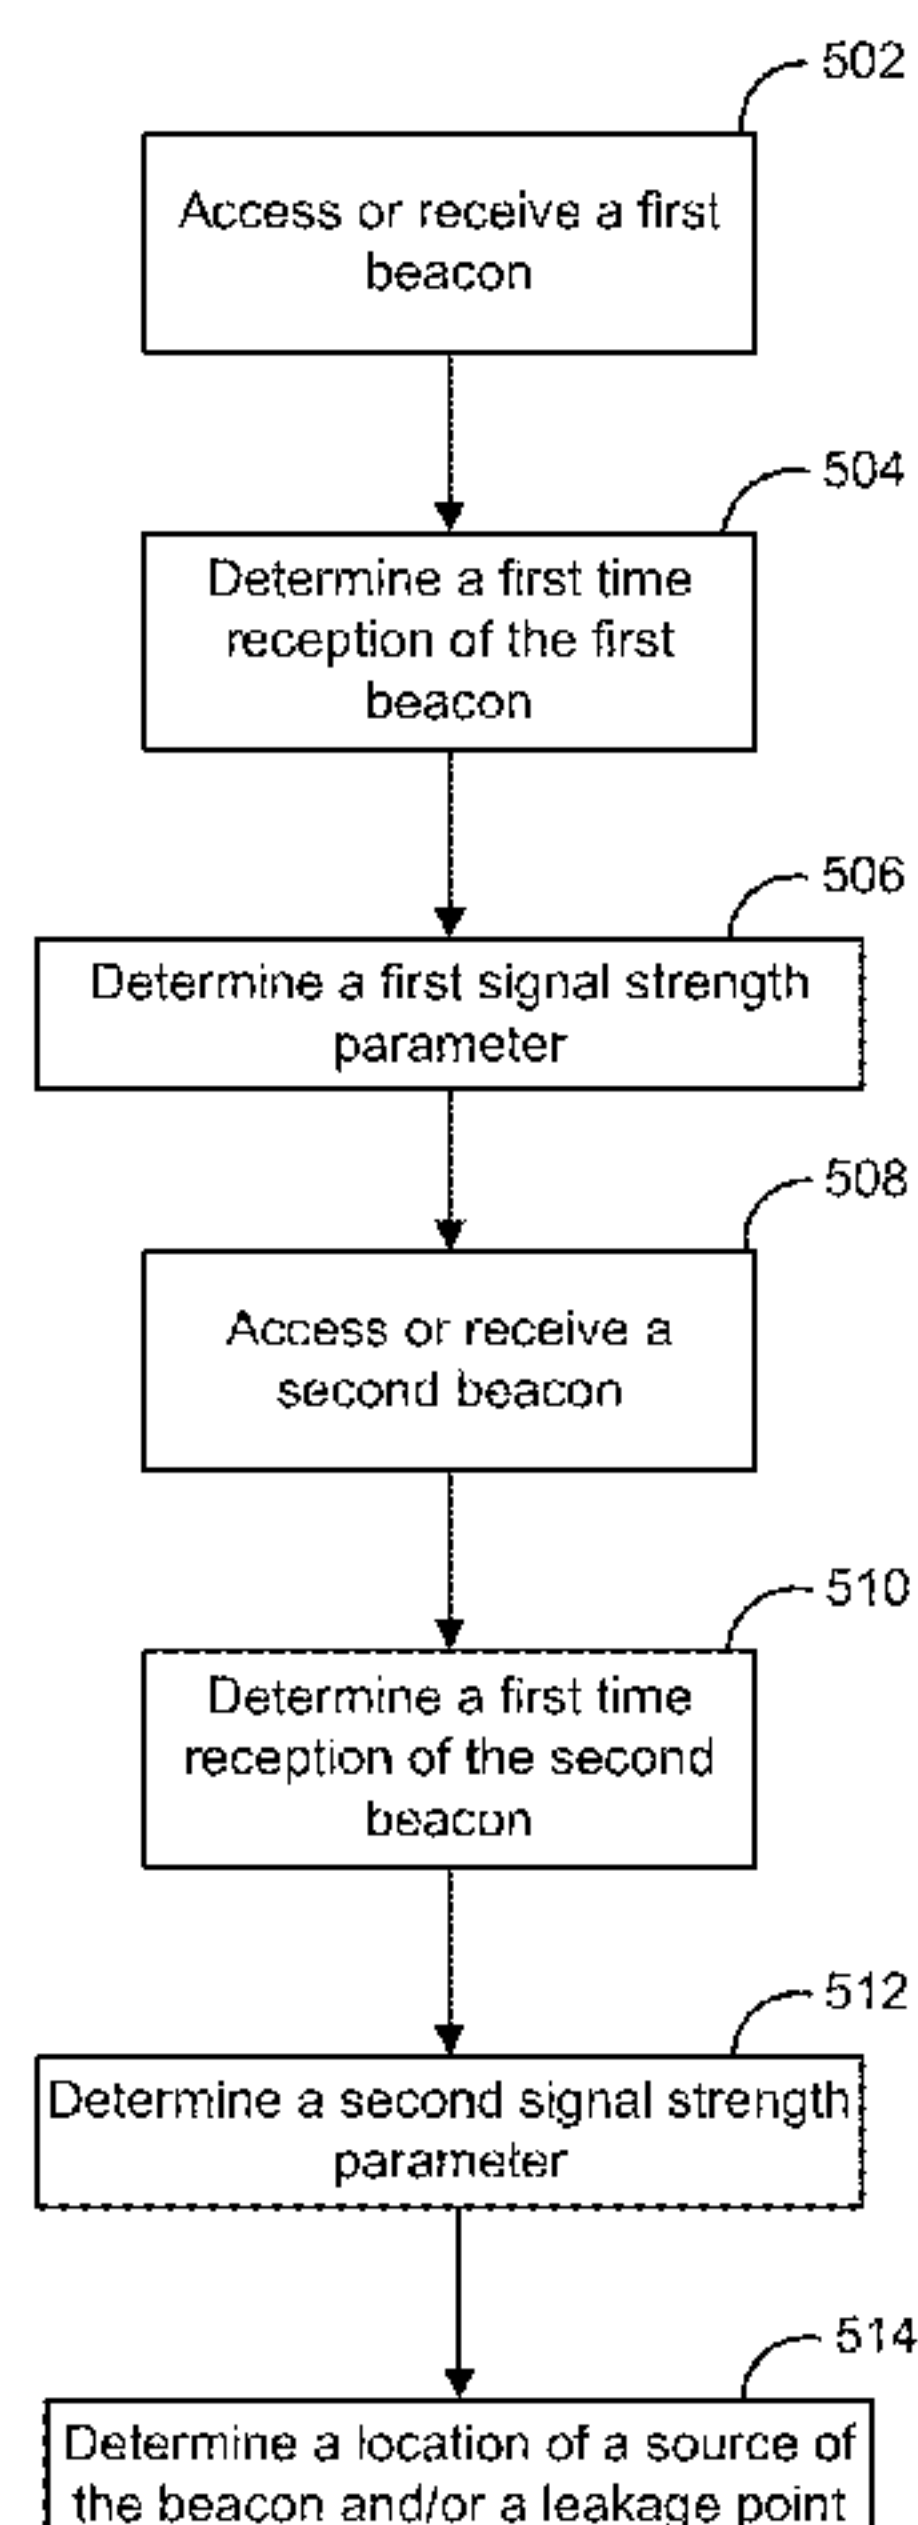 502
Access or receive a first
beacon
504
Determine a first time
reception of the first
beacon
506
Determine a first signal strength
parameter
508
Access or receive a
second beacon
510
Determine a first time
reception of the second
beacon
512
Determine a second signal strength
parameter
514
Determine a location of a source of
the beacon and/or a leakage point